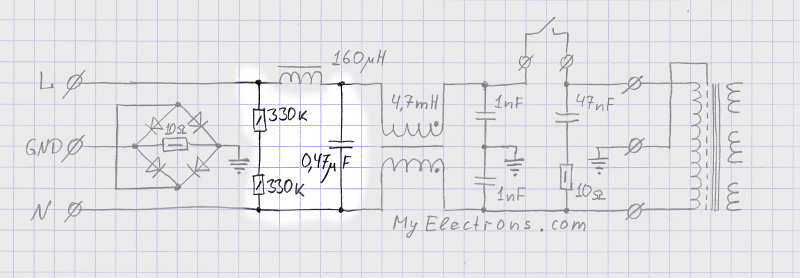 160µH
L
330K
4,7mH
1nF
47nF
10Ω
GND
0,47µF
330K
1nF
10Ω
N
MyElectrons.com